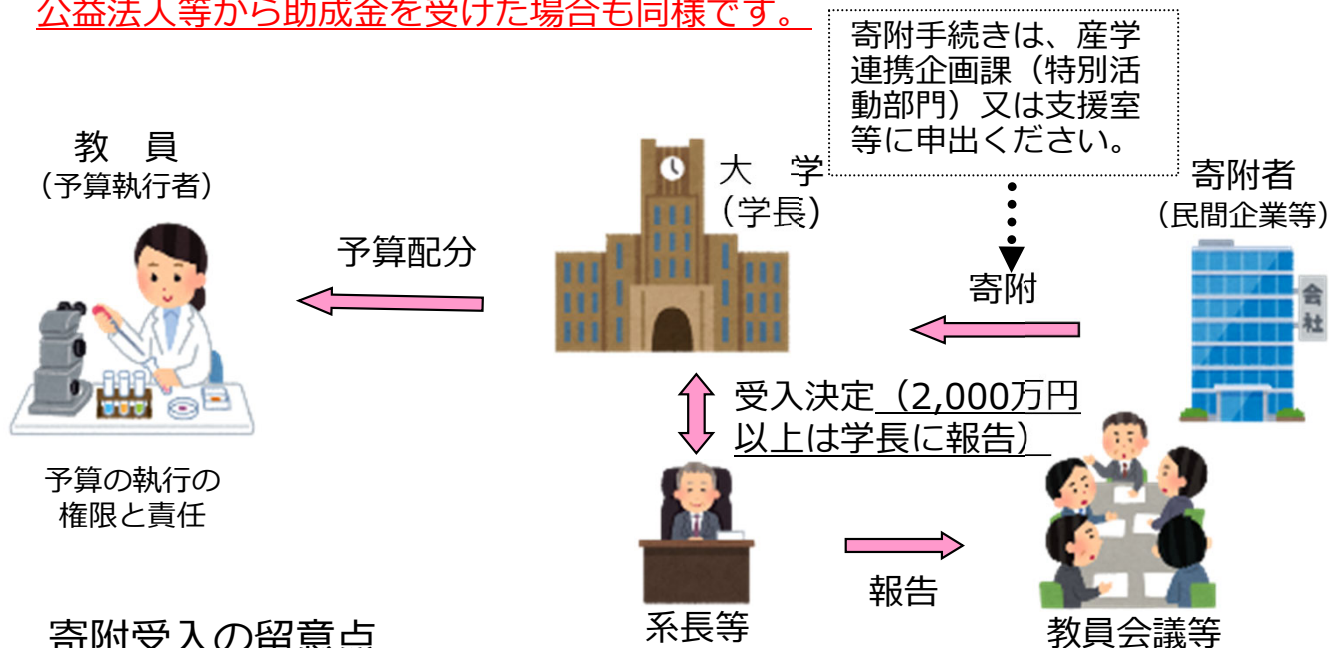 公益法人等から助成金を受けた場合も同様です。
寄附手続きは、産学
連携企画課（特別活
動部門）又は支援室
等に申出ください。
教　員
（予算執行者）
大　学
（学長）
寄附者
（民間企業等）
予算配分
寄附
会社
受入決定（2,000万円
以上は学長に報告）
予算の執行の
権限と責任
報告
系長等
教員会議等
寄附受入の留意点